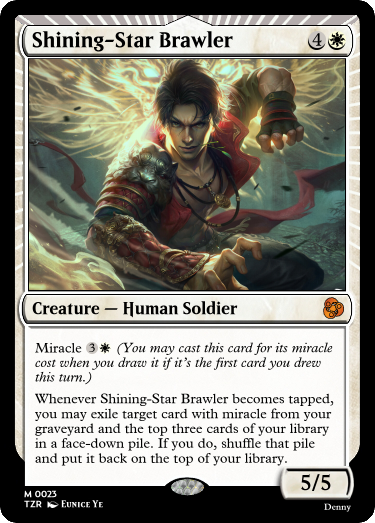 Shining-Star Brawler 4
Creature — Human Soldier
Miracle 3 (You may cast this card for its miracle
cost when you draw it if it's the first card you drew
this turn.)
Whenever Shining-Star Brawler becomes tapped,
you may exile target card with miracle from your
graveyard and the top three cards of your library
in a face-down pile. If you do, shuffle that pile
and put it back on the top of your library.
5/5
M 0023
TZR Eunice Ye
Denny